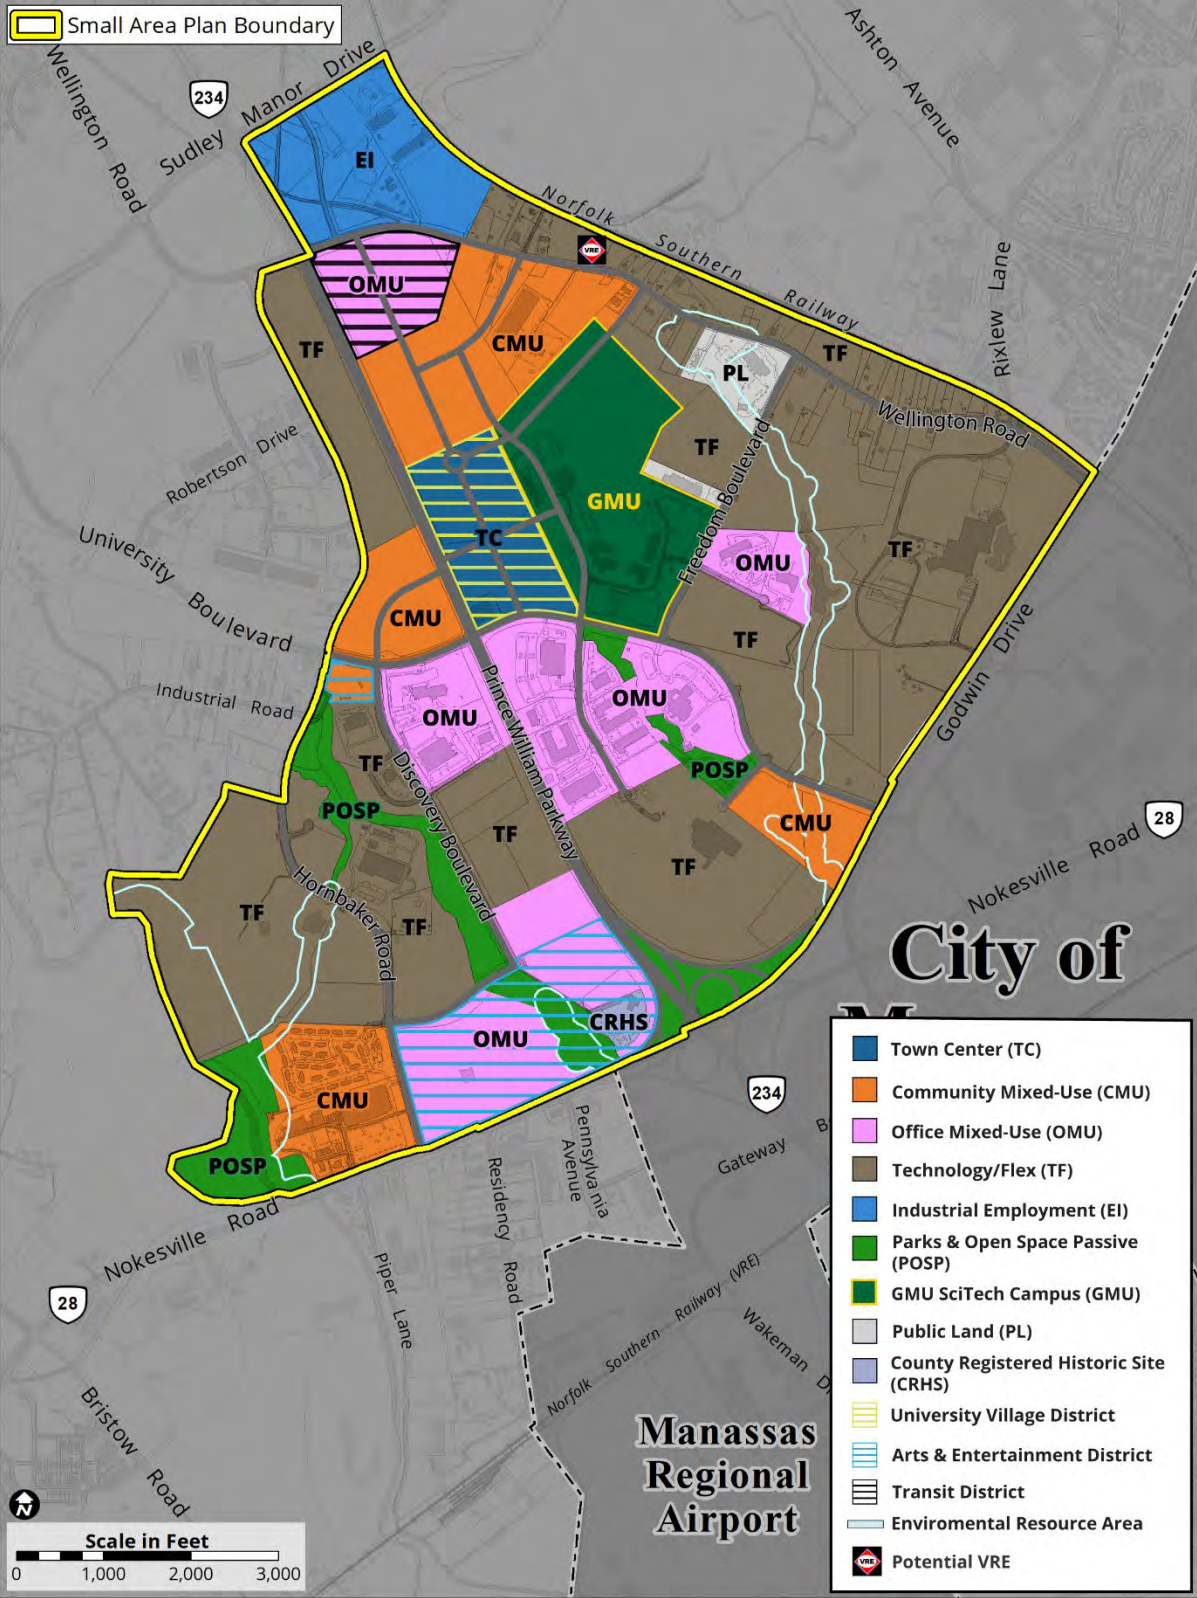 Small Area Plan Boundary
Wellington Road
234
Sudley Manor Drive
Ashton Avenue
EI
Norfolk Southern Railway
VRE
Rixlew Lane
OMU
CMU
TF
TF
PL
Wellington Road
TF
Robertson Drive
GMU
Freedom Boulevard
TC
TF
OMU
University Boulevard
CMU
TF
Godwin Drive
Industrial Road
OMU
OMU
Prince William Parkway
TF
Discovery Boulevard
POSP
POSP
TF
CMU
28
Nokesville Road
TF
Hornbaker Road
TF
TF
City of
OMU
CRHS
CMU
234
POSP
Pennsylvania
Avenue
Gateway
Residency Road
Nokesville Road
Piper Lane
28
Norfolk Southern Railway (VRE)
Wakeman
Bristow Road
Manassas
Regional
Airport
Town Center (TC)
Community Mixed-Use (CMU)
Office Mixed-Use (OMU)
Technology/Flex (TF)
Industrial Employment (EI)
Parks & Open Space Passive
(POSP)
GMU SciTech Campus (GMU)
Public Land (PL)
County Registered Historic Site
(CRHS)
University Village District
Arts & Entertainment District
Transit District
Enviromental Resource Area
VRE Potential VRE
N
Scale in Feet
0 1,000 2,000 3,000